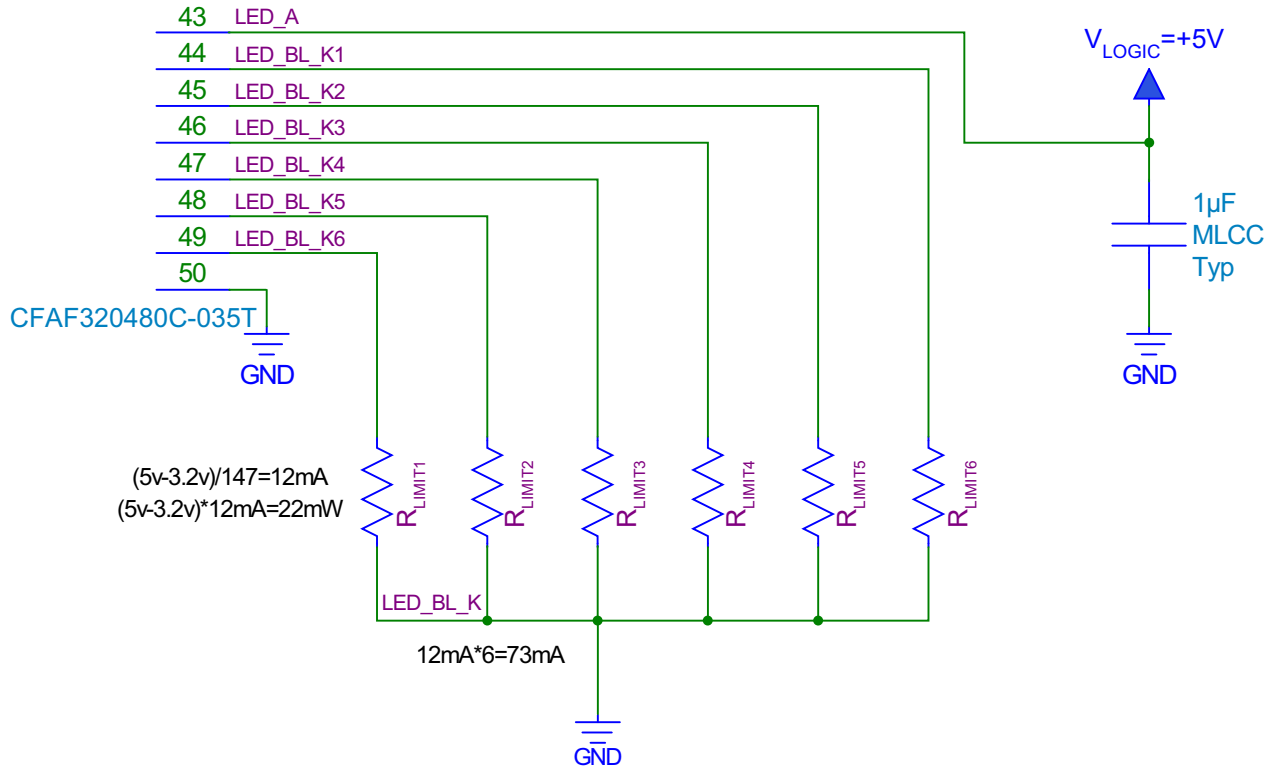 43 LED_A
44 LED_BL_K1
45 LED_BL_K2
46 LED_BL_K3
47 LED_BL_K4
48 LED_BL_K5
49 LED_BL_K6
50
CFAF320480C-035T
GND
VLOGIC=+5V
1µF
MLCC
Typ
GND
(5v-3.2v)/147=12mA
(5v-3.2v)*12mA=22mW
RLIMIT1
RLIMIT2
RLIMIT3
RLIMIT4
RLIMIT5
RLIMIT6
LED_BL_K
12mA*6=73mA
GND